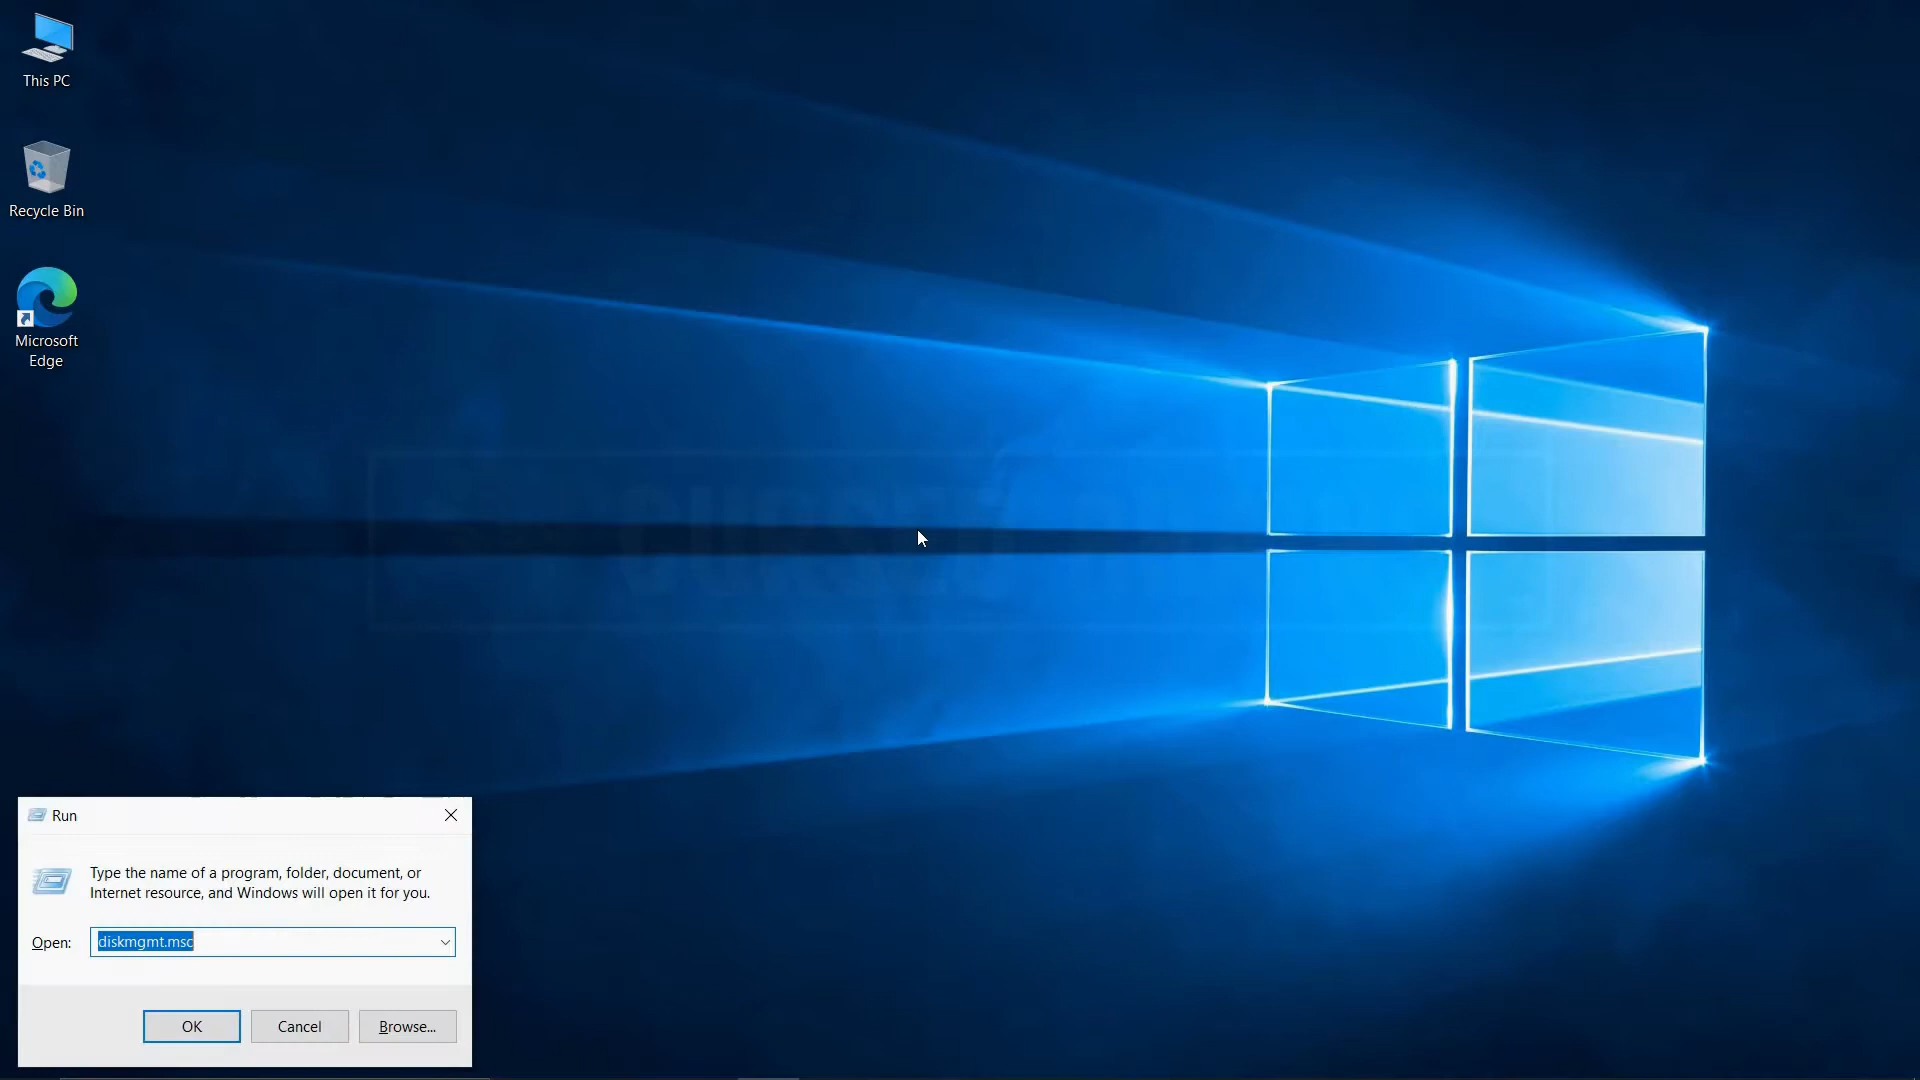 This PC
Recycle Bin
Microsoft
Edge
Run
Type the name of a program, folder, document, or
Internet resource, and Windows will open it for you.
Open:
diskmgmt.msc
OK
Cancel
Browse...